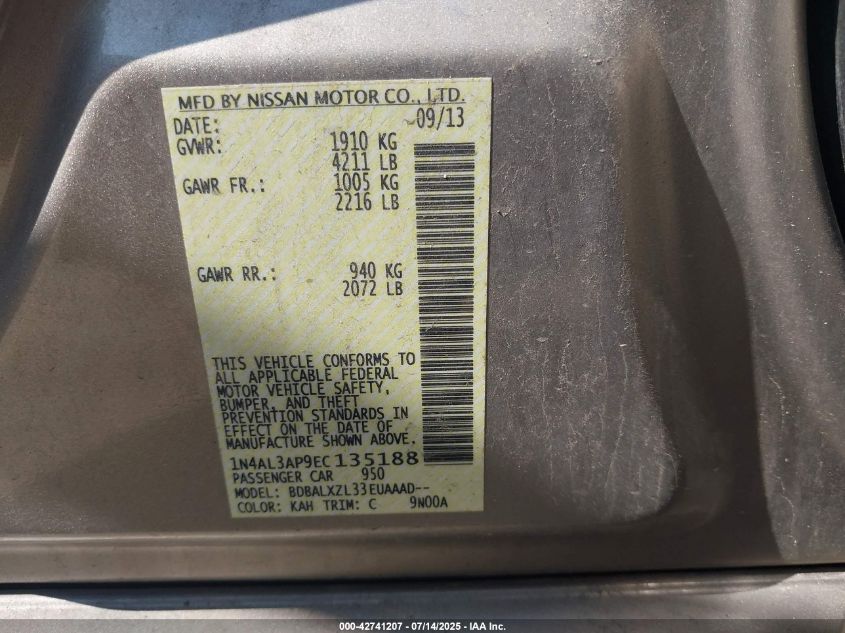 MFD BY NISSAN MOTOR CO., LTD.
DATE: 09/13
GVWR: 1910 KG
4211 LB
GAWR FR.: 1005 KG
2216 LB
GAWR RR.: 940 KG
2072 LB
THIS VEHICLE CONFORMS TO
ALL APPLICABLE FEDERAL
MOTOR VEHICLE SAFETY,
BUMPER, AND THEFT
PREVENTION STANDARDS IN
EFFECT ON THE DATE OF
MANUFACTURE SHOWN ABOVE.
1N4AL3AP9EC135188
PASSENGER CAR 950
MODEL: BDBALXZL33EUAAAD--
COLOR: KAH TRIM: C 9N00A
000-42741207 - 07/14/2025 - IAA Inc.